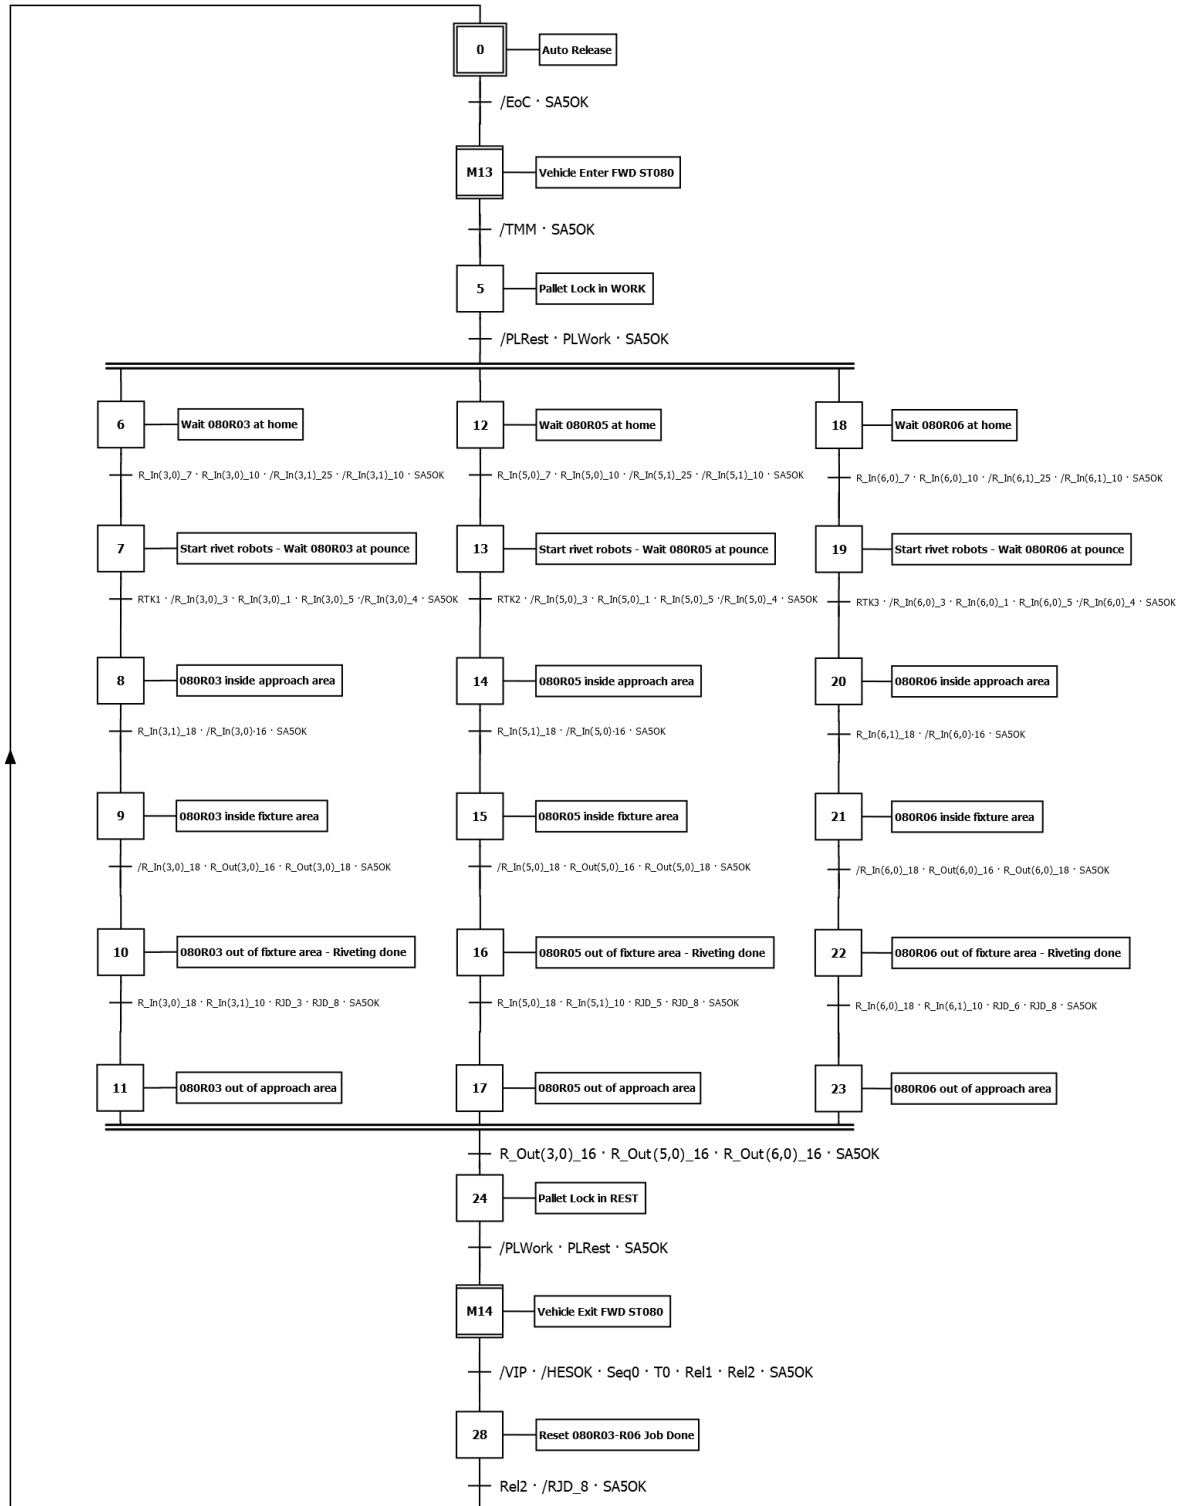 0
Auto Release
/EoC · SA5OK
M13
Vehicle Enter FWD ST080
/TMM · SA5OK
5
Pallet Lock in WORK
/PLRest · PLWork · SA5OK
6
Wait 080R03 at home
12
Wait 080R05 at home
18
Wait 080R06 at home
R_In(3,0)_7 · R_In(3,0)_10 · /R_In(3,1)_25 · /R_In(3,1)_10 · SA5OK
R_In(5,0)_7 · R_In(5,0)_10 · /R_In(5,1)_25 · /R_In(5,1)_10 · SA5OK
R_In(6,0)_7 · R_In(6,0)_10 · /R_In(6,1)_25 · /R_In(6,1)_10 · SA5OK
7
Start rivet robots - Wait 080R03 at pounce
13
Start rivet robots - Wait 080R05 at pounce
19
Start rivet robots - Wait 080R06 at pounce
RTK1 · /R_In(3,0)_3 · R_In(3,0)_1 · R_In(3,0)_5 · /R_In(3,0)_4 · SA5OK
RTK2 · /R_In(5,0)_3 · R_In(5,0)_1 · R_In(5,0)_5 · /R_In(5,0)_4 · SA5OK
RTK3 · /R_In(6,0)_3 · R_In(6,0)_1 · R_In(6,0)_5 · /R_In(6,0)_4 · SA5OK
8
080R03 inside approach area
14
080R05 inside approach area
20
080R06 inside approach area
R_In(3,1)_18 · /R_In(3,0)·16 · SA5OK
R_In(5,1)_18 · /R_In(5,0)·16 · SA5OK
R_In(6,1)_18 · /R_In(6,0)·16 · SA5OK
9
080R03 inside fixture area
15
080R05 inside fixture area
21
080R06 inside fixture area
/R_In(3,0)_18 · R_Out(3,0)_16 · R_Out(3,0)_18 · SA5OK
/R_In(5,0)_18 · R_Out(5,0)_16 · R_Out(5,0)_18 · SA5OK
/R_In(6,0)_18 · R_Out(6,0)_16 · R_Out(6,0)_18 · SA5OK
10
080R03 out of fixture area - Riveting done
16
080R05 out of fixture area - Riveting done
22
080R06 out of fixture area - Riveting done
R_In(3,0)_18 · R_In(3,1)_10 · RJD_3 · RJD_8 · SA5OK
R_In(5,0)_18 · R_In(5,1)_10 · RJD_5 · RJD_8 · SA5OK
R_In(6,0)_18 · R_In(6,1)_10 · RJD_6 · RJD_8 · SA5OK
11
080R03 out of approach area
17
080R05 out of approach area
23
080R06 out of approach area
R_Out(3,0)_16 · R_Out(5,0)_16 · R_Out(6,0)_16 · SA5OK
24
Pallet Lock in REST
/PLWork · PLRest · SA5OK
M14
Vehicle Exit FWD ST080
/VIP · /HESOK · Seq0 · T0 · Rel1 · Rel2 · SA5OK
28
Reset 080R03-R06 Job Done
Rel2 · /RJD_8 · SA5OK